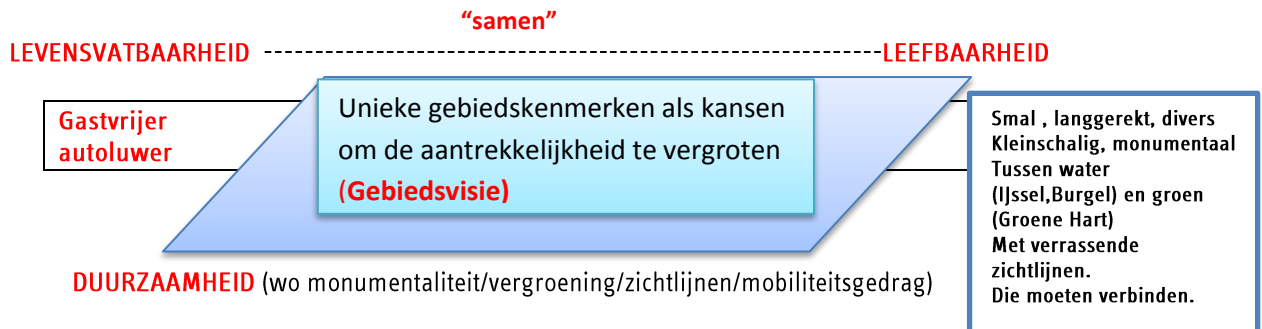 “samen”
LEVENSVATBAARHEID ----------------------------------------------------------------LEEFBAARHEID
Gastvrijer
autoluwer
Unieke gebiedskenmerken als kansen
om de aantrekkelijkheid te vergroten
(Gebiedsvisie)
Smal , langgerekt, divers
Kleinschalig, monumentaal
Tussen water
(IJssel,Burgel) en groen
(Groene Hart)
Met verrassende
zichtlijnen.
Die moeten verbinden.
DUURZAAMHEID (wo monumentaliteit/vergroening/zichtlijnen/mobiliteitsgedrag)